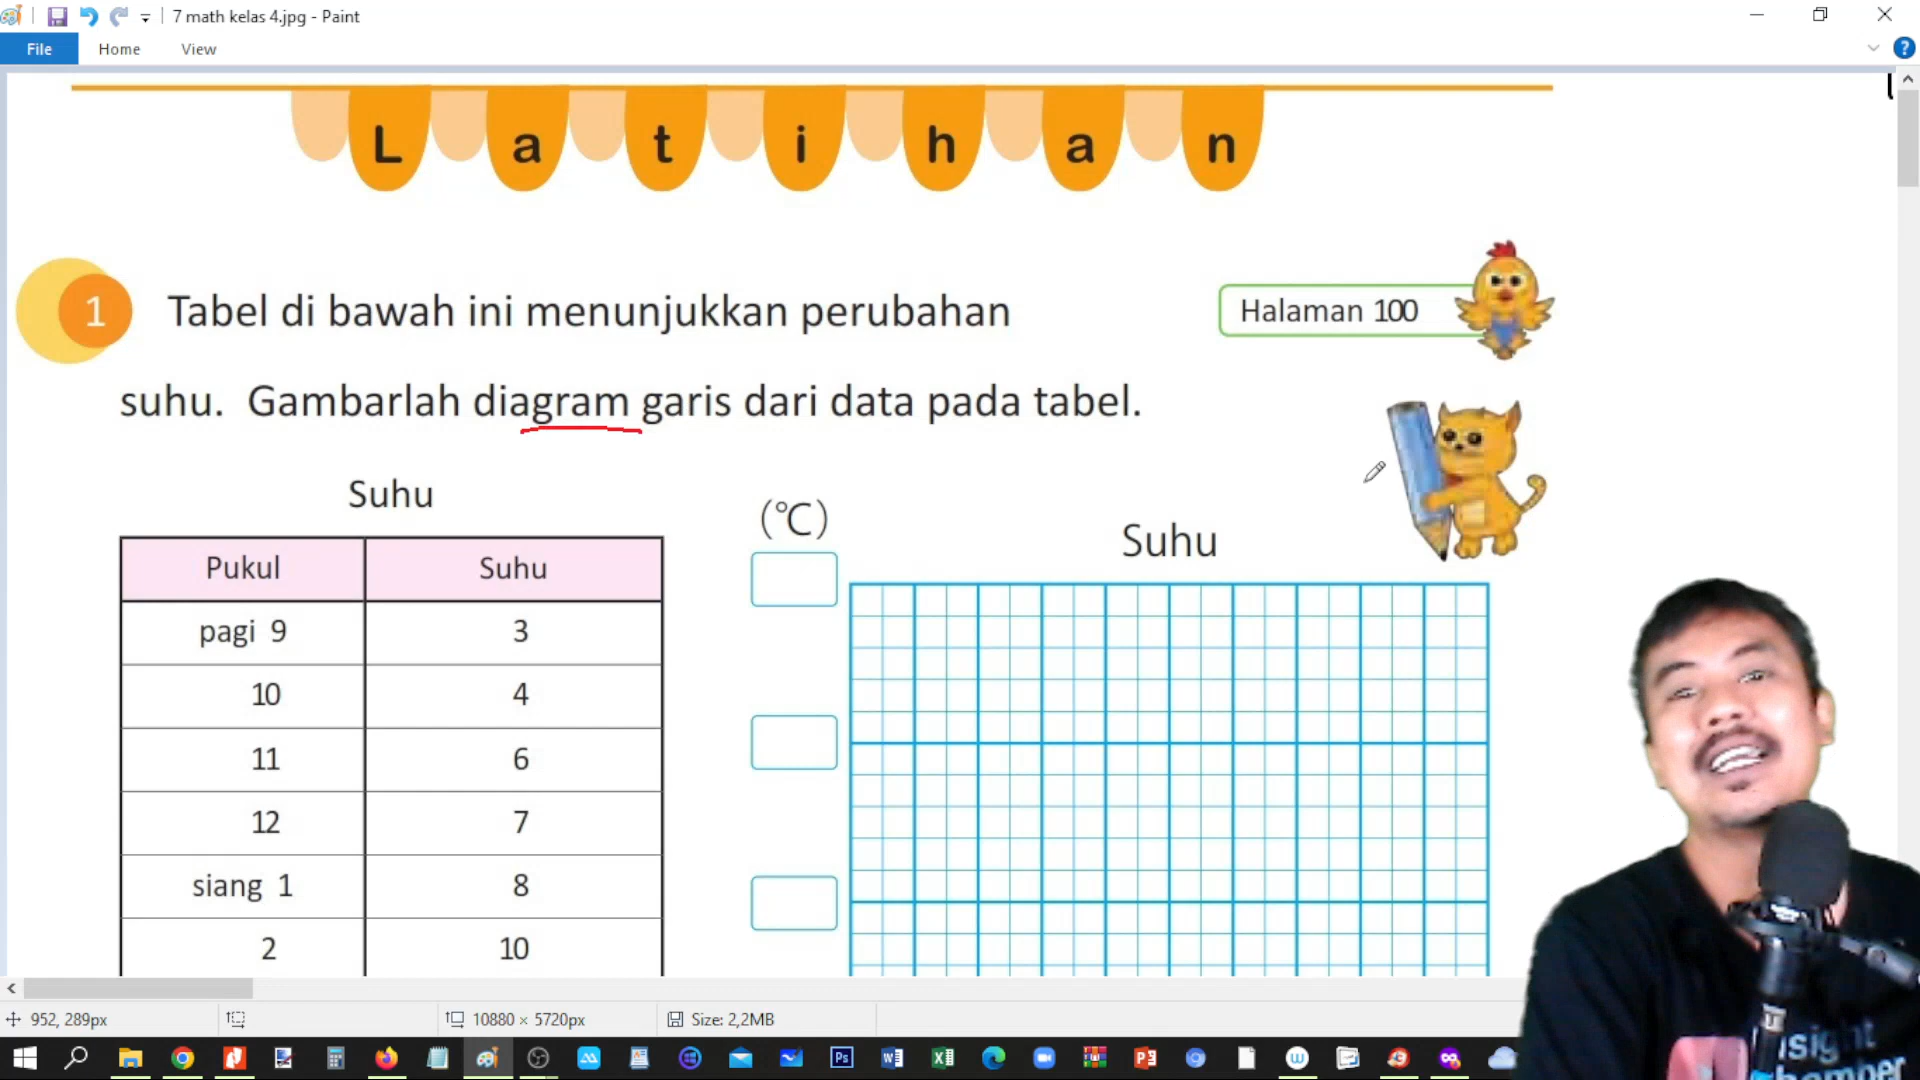 7 math kelas 4.jpg - Paint
File Home View
Latihan
1 Tabel di bawah ini menunjukkan perubahan
Halaman 100
suhu. Gambarlah diagram garis dari data pada tabel.
Suhu
Pukul Suhu
pagi 9 3
10 4
11 6
12 7
siang 1 8
2 10
(°C)
Suhu
952, 289px
10880 × 5720px
Size: 2,2MB